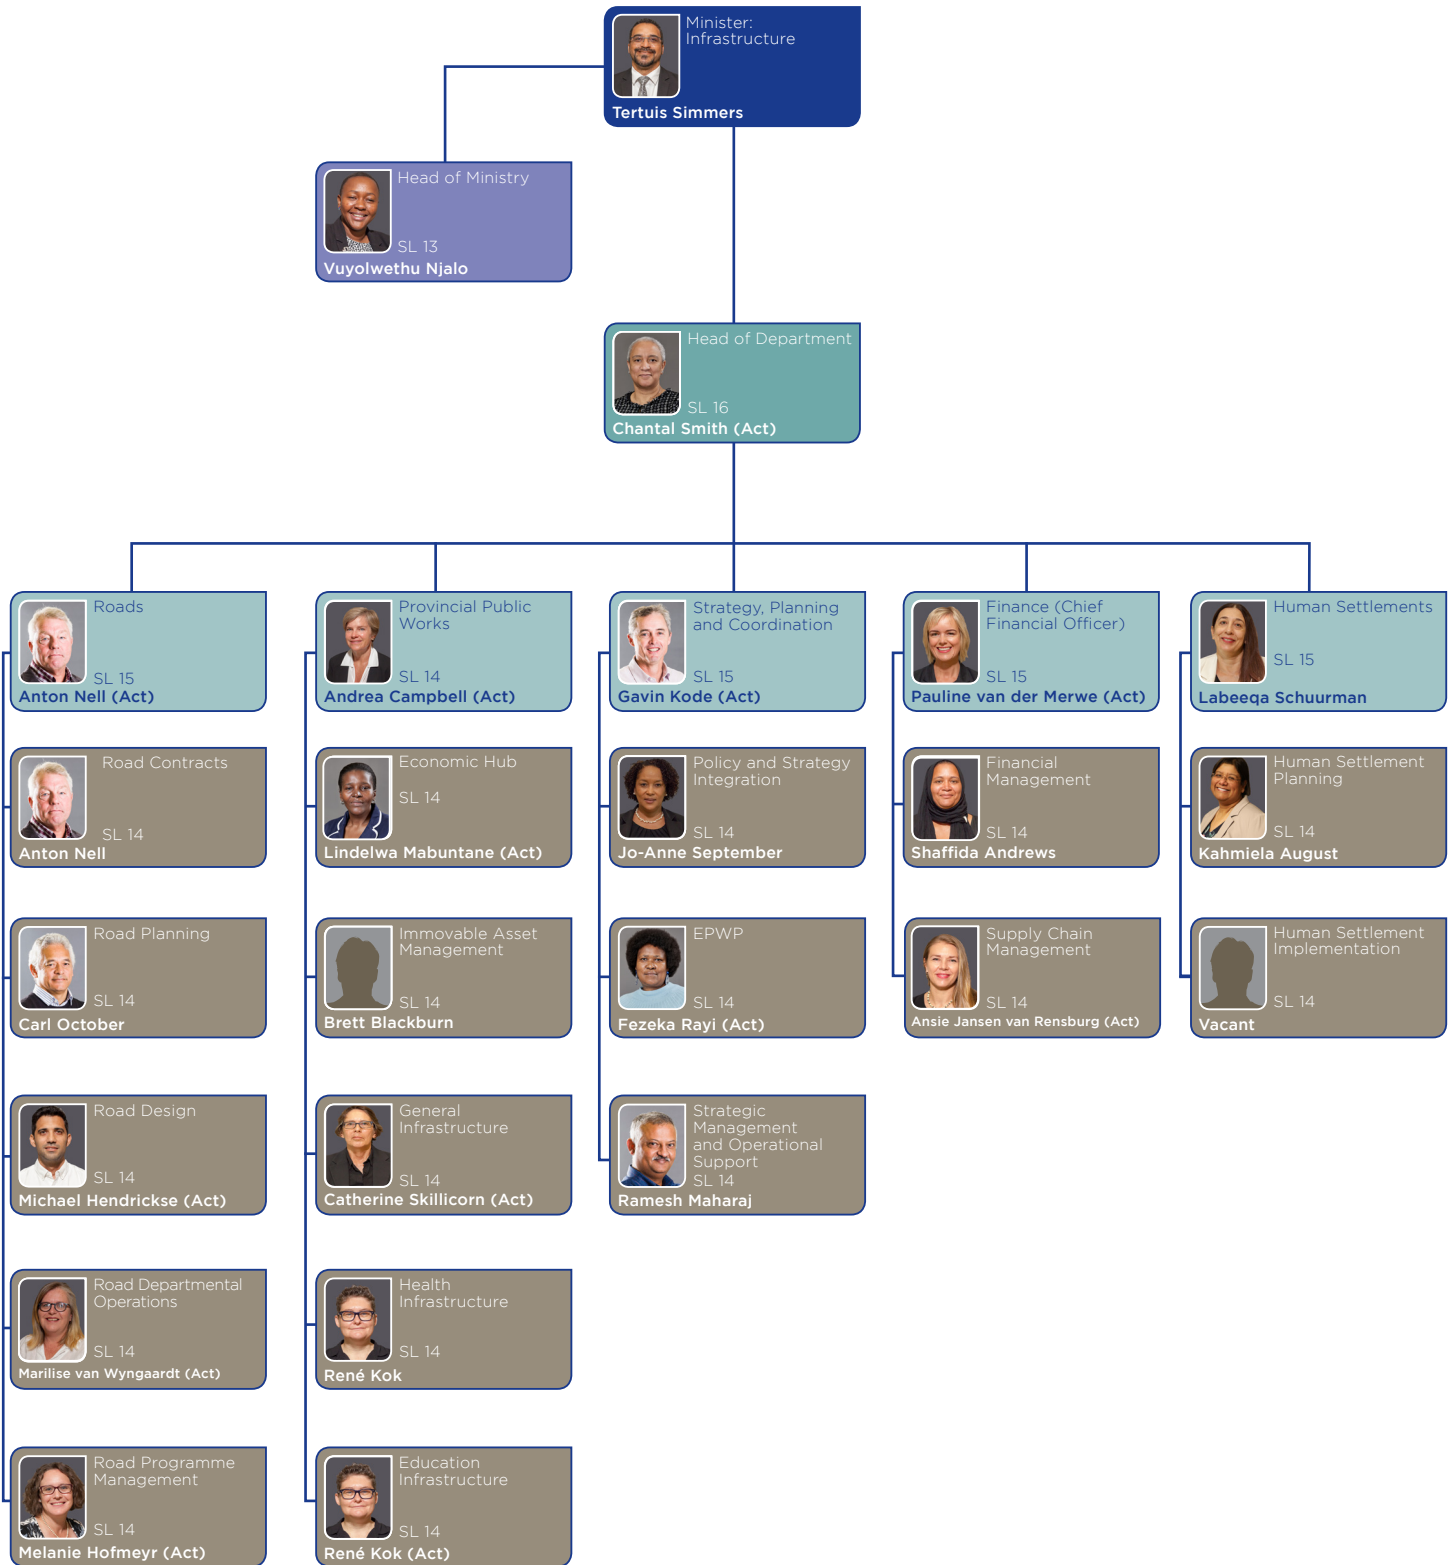 Minister:
Infrastructure
Tertuis Simmers
Head of Ministry
SL 13
Vuyolwethu Njalo
Head of Department
SL 16
Chantal Smith (Act)
Roads
SL 15
Anton Nell (Act)
Road Contracts
SL 14
Anton Nell
Road Planning
SL 14
Carl October
Road Design
SL 14
Michael Hendrickse (Act)
Road Departmental
Operations
SL 14
Marilise van Wyngaardt (Act)
Road Programme
Management
SL 14
Melanie Hofmeyr (Act)
Provincial Public
Works
SL 14
Andrea Campbell (Act)
Economic Hub
SL 14
Lindelwa Mabuntane (Act)
Immovable Asset
Management
SL 14
Brett Blackburn
General
Infrastructure
SL 14
Catherine Skillicorn (Act)
Health
Infrastructure
SL 14
René Kok
Education
Infrastructure
SL 14
René Kok (Act)
Strategy, Planning
and Coordination
SL 15
Gavin Kode (Act)
Policy and Strategy
Integration
SL 14
Jo-Anne September
EPWP
SL 14
Fezeka Rayi (Act)
Strategic
Management
and Operational
Support
SL 14
Ramesh Maharaj
Finance (Chief
Financial Officer)
SL 15
Pauline van der Merwe (Act)
Financial
Management
SL 14
Shaffida Andrews
Supply Chain
Management
SL 14
Ansie Jansen van Rensburg (Act)
Human Settlements
SL 15
Labeeqa Schuurman
Human Settlement
Planning
SL 14
Kahmiela August
Human Settlement
Implementation
SL 14
Vacant